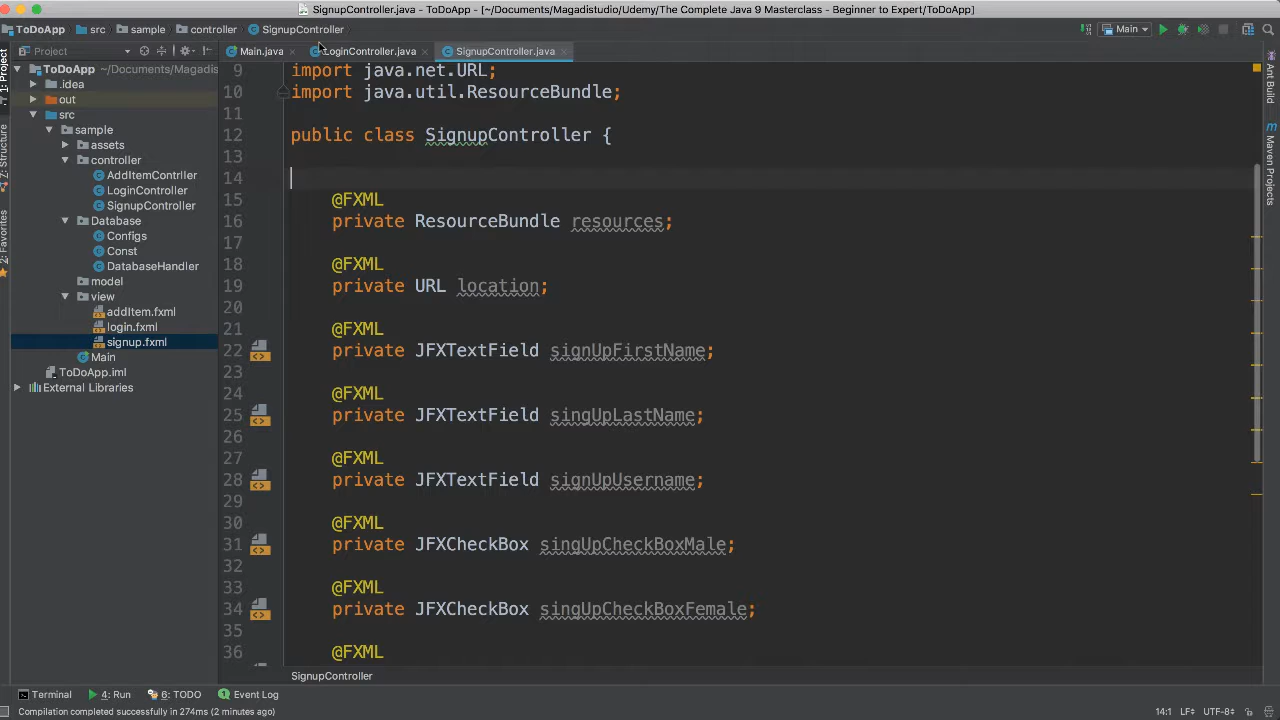 SignupController.java - ToDoApp - [~/Documents/Magadistudio/Udemy/The Complete Java 9 Masterclass - Beginner to Expert/ToDoApp]
ToDoApp src sample controller SignupController Main
Project Main.java LoginController.java SignupController.java
1: Project
Z: Structure
2: Favorites
Ant Build
Maven Projects
ToDoApp ~/Documents/Magadis
.idea
out
src
sample
assets
controller
AddItemContrller
LoginController
SignupController
Database
Configs
Const
DatabaseHandler
model
view
addItem.fxml
login.fxml
signup.fxml
Main
ToDoApp.iml
External Libraries
9 import java.net.URL;
10 import java.util.ResourceBundle;
11
12 public class SignupController {
13
14
15 @FXML
16 private ResourceBundle resources;
17
18 @FXML
19 private URL location;
20
21 @FXML
22 private JFXTextField signUpFirstName;
23
24 @FXML
25 private JFXTextField singUpLastName;
26
27 @FXML
28 private JFXTextField signUpUsername;
29
30 @FXML
31 private JFXCheckBox singUpCheckBoxMale;
32
33 @FXML
34 private JFXCheckBox singUpCheckBoxFemale;
35
36 @FXML
SignupController
Terminal 4: Run 6: TODO Event Log
Compilation completed successfully in 274ms (2 minutes ago) 14:1 LF UTF-8